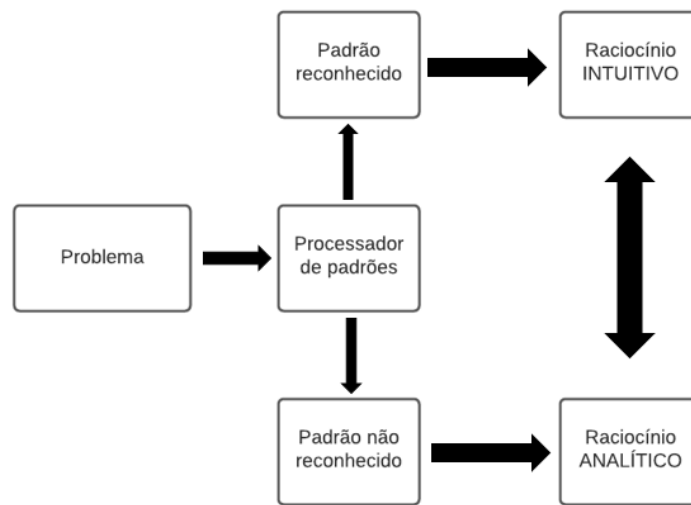 Padrão
reconhecido
Raciocínio
INTUITIVO
Problema
Processador
de padrões
Padrão não
reconhecido
Raciocínio
ANALÍTICO